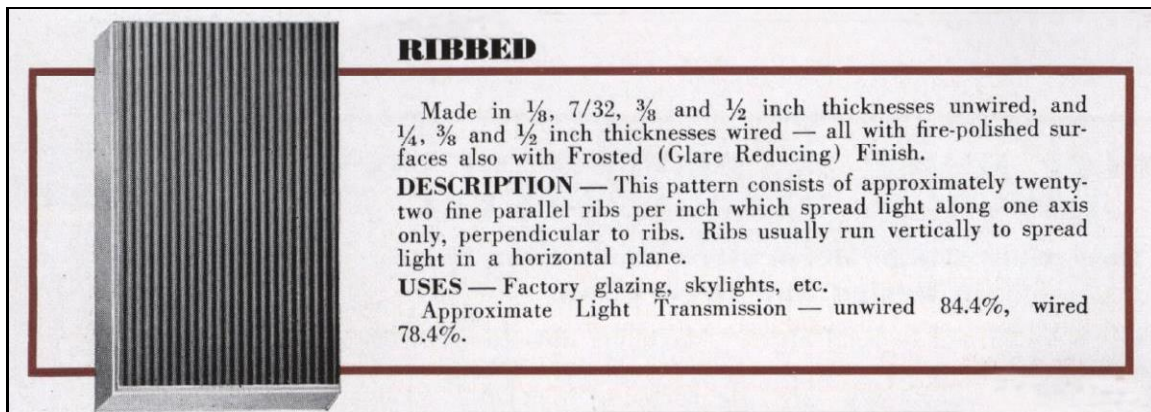 RIBBED
Made in ⅛, 7/32, ⅜ and ½ inch thicknesses unwired, and
¼, ⅜ and ½ inch thicknesses wired — all with fire-polished sur-
faces also with Frosted (Glare Reducing) Finish.
DESCRIPTION — This pattern consists of approximately twenty-
two fine parallel ribs per inch which spread light along one axis
only, perpendicular to ribs. Ribs usually run vertically to spread
light in a horizontal plane.
USES — Factory glazing, skylights, etc.
Approximate Light Transmission — unwired 84.4%, wired
78.4%.